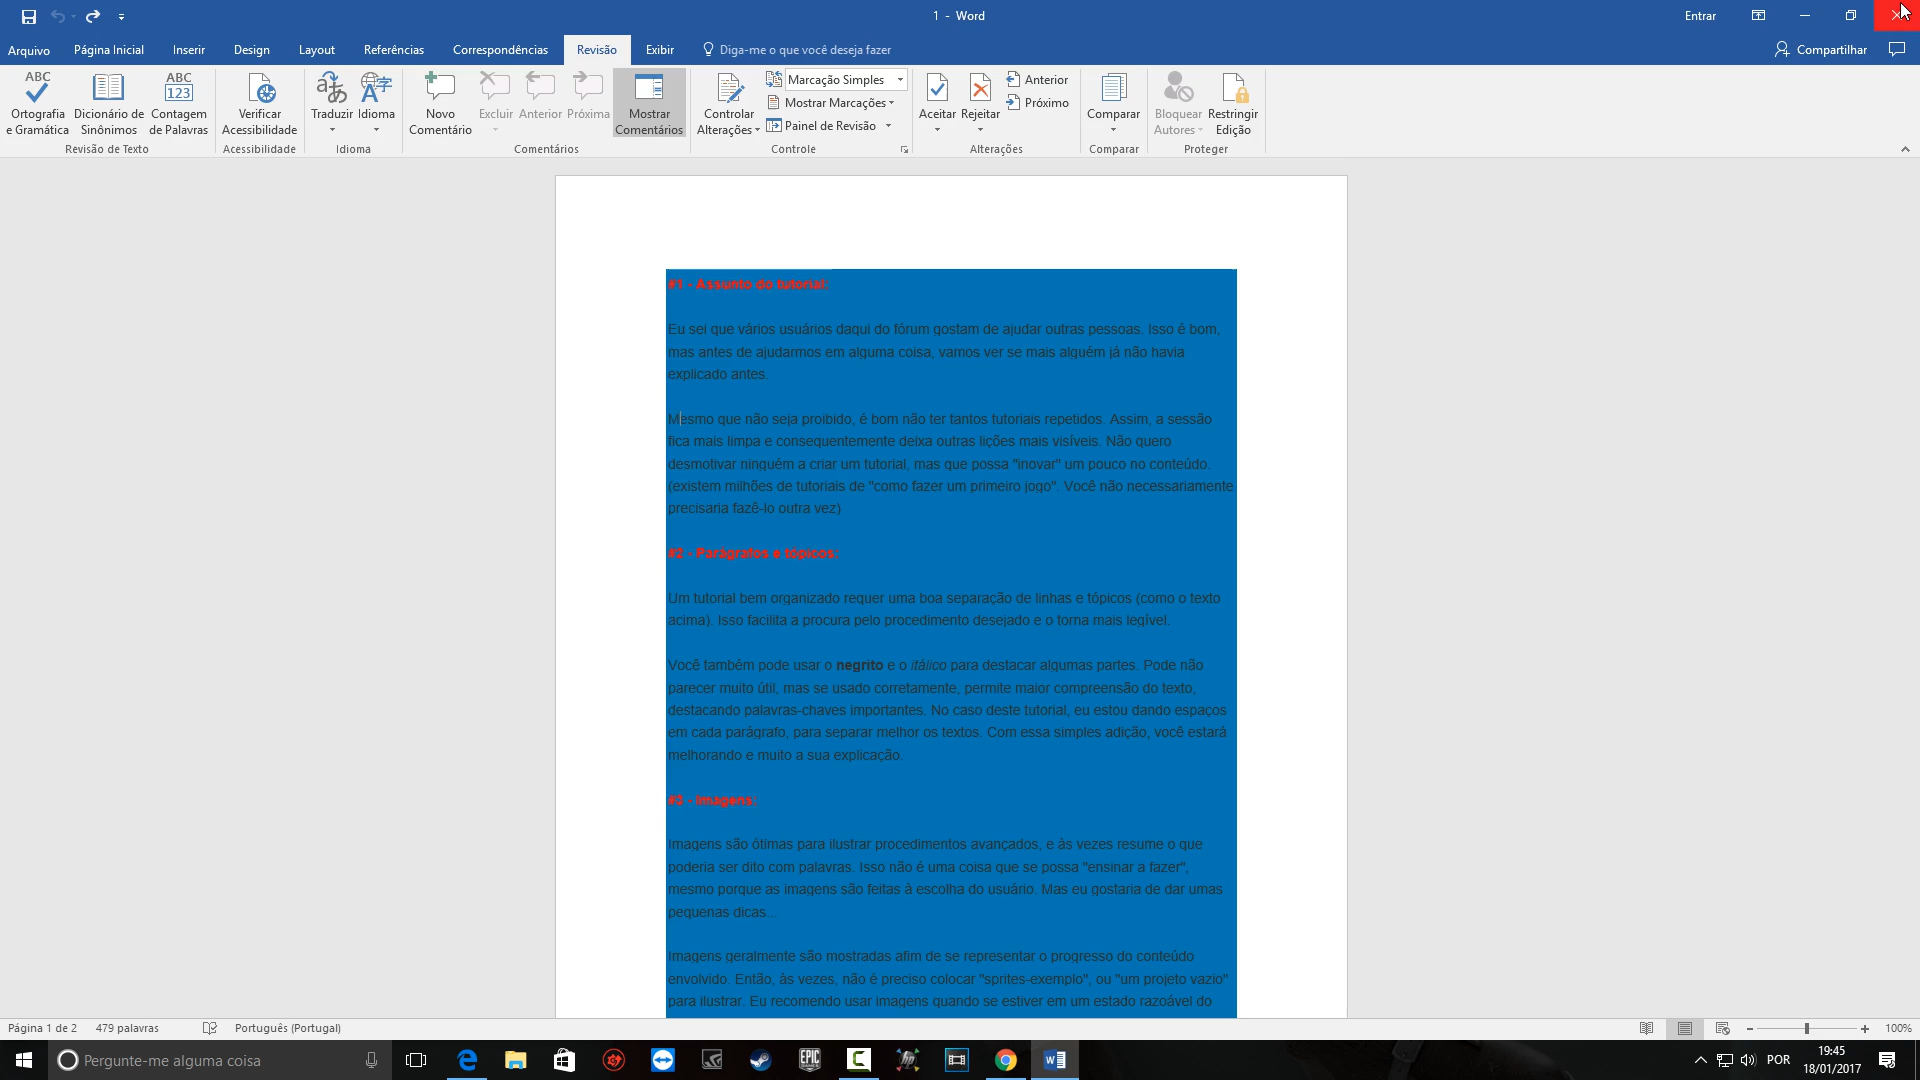 1 - Word
Entrar
Arquivo Página Inicial Inserir Design Layout Referências Correspondências Revisão Exibir Diga-me o que você deseja fazer Compartilhar
ABC
Ortografia
e Gramática
Dicionário de
Sinônimos
ABC
123
Contagem
de Palavras
Revisão de Texto
Verificar
Acessibilidade
Acessibilidade
Traduzir Idioma
Idioma
Novo
Comentário
Excluir Anterior Próxima
Mostrar
Comentários
Comentários
Controlar
Alterações
Marcação Simples
Mostrar Marcações
Painel de Revisão
Controle
Aceitar Rejeitar
Anterior
Próximo
Alterações
Comparar
Comparar
Bloquear
Autores
Restringir
Edição
Proteger
#1 - Assunto do tutorial:
Eu sei que vários usuários daqui do fórum gostam de ajudar outras pessoas. Isso é bom,
mas antes de ajudarmos em alguma coisa, vamos ver se mais alguém já não havia
explicado antes.
Mesmo que não seja proibido, é bom não ter tantos tutoriais repetidos. Assim, a sessão
fica mais limpa e consequentemente deixa outras lições mais visíveis. Não quero
desmotivar ninguém a criar um tutorial, mas que possa "inovar" um pouco no conteúdo.
(existem milhões de tutoriais de "como fazer um primeiro jogo". Você não necessariamente
precisaria fazê-lo outra vez)
#2 - Parágrafos e tópicos:
Um tutorial bem organizado requer uma boa separação de linhas e tópicos (como o texto
acima). Isso facilita a procura pelo procedimento desejado e o torna mais legível.
Você também pode usar o negrito e o itálico para destacar algumas partes. Pode não
parecer muito útil, mas se usado corretamente, permite maior compreensão do texto,
destacando palavras-chaves importantes. No caso deste tutorial, eu estou dando espaços
em cada parágrafo, para separar melhor os textos. Com essa simples adição, você estará
melhorando e muito a sua explicação.
#3 - Imagens:
Imagens são ótimas para ilustrar procedimentos avançados, e às vezes resume o que
poderia ser dito com palavras. Isso não é uma coisa que se possa "ensinar a fazer",
mesmo porque as imagens são feitas à escolha do usuário. Mas eu gostaria de dar umas
pequenas dicas...
Imagens geralmente são mostradas afim de se representar o progresso do conteúdo
envolvido. Então, às vezes, não é preciso colocar "sprites-exemplo", ou "um projeto vazio"
para ilustrar. Eu recomendo usar imagens quando se estiver em um estado razoável do
Página 1 de 2 479 palavras Português (Portugal) 100%
Pergunte-me alguma coisa
EPIC
GAMES
POR
19:45
18/01/2017